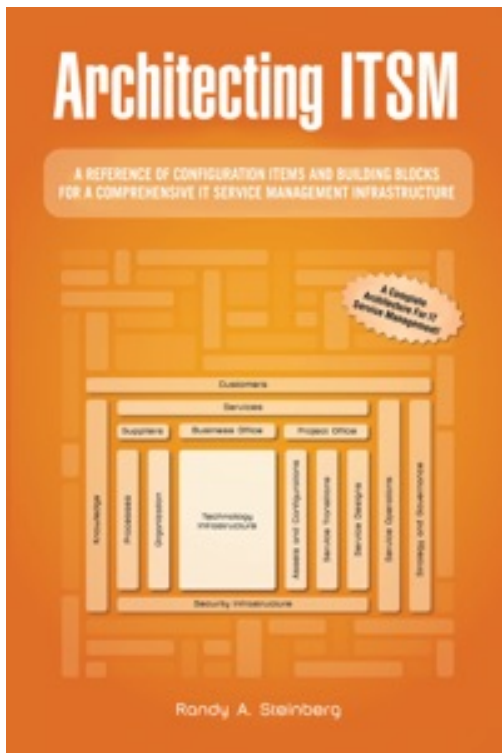 Architecting ITSM
A REFERENCE OF CONFIGURATION ITEMS AND BUILDING BLOCKS
FOR A COMPREHENSIVE IT SERVICE MANAGEMENT INFRASTRUCTURE
A Complete
Architecture For IT
Service Management!
Customers
Services
Suppliers
Business Office
Project Office
Knowledge
Processes
Organization
Technology
Infrastructure
Assets and Configurations
Service Transitions
Service Designs
Service Operations
Strategy and Governance
Security Infrastructure
Randy A. Steinberg